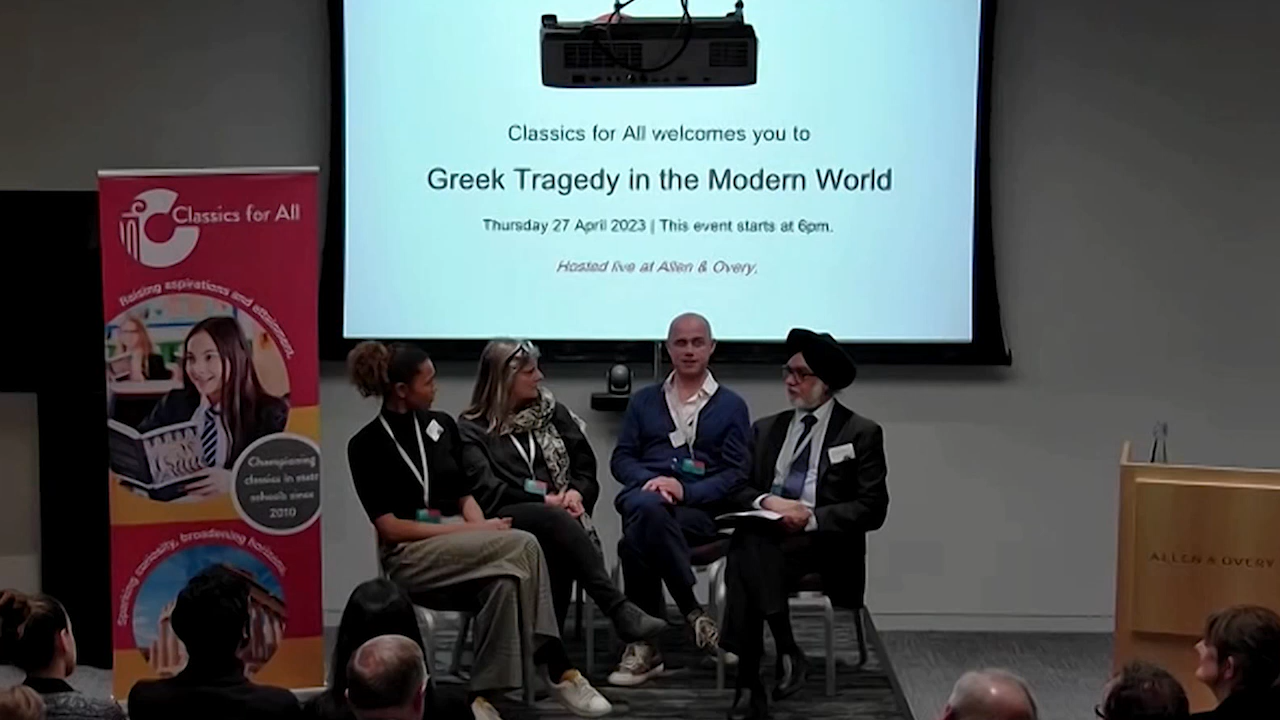 Classics for All welcomes you to
Greek Tragedy in the Modern World
Thursday 27 April 2023 | This event starts at 6pm.
Hosted live at Allen & Overy.
Classics for All
Raising aspirations and attainment,
Championing
classics in state
schools since
2010
Sparking curiosity, broadening horizons
ALLEN & OVERY